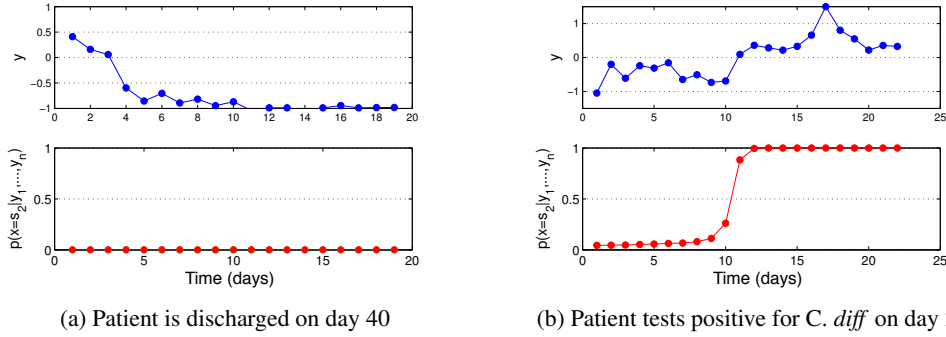 1
0.5
0
−0.5
−1
y
0 2 4 6 8 10 12 14 16 18 20
1
0.5
0
p(x=s₂|y₁,...,yₙ)
0 5 10 15 20
Time (days)
(a) Patient is discharged on day 40
1
0
−1
y
0 5 10 15 20 25
1
0.5
0
p(x=s₂|y₁,...,yₙ)
0 5 10 15 20 25
Time (days)
(b) Patient tests positive for C. diff on day